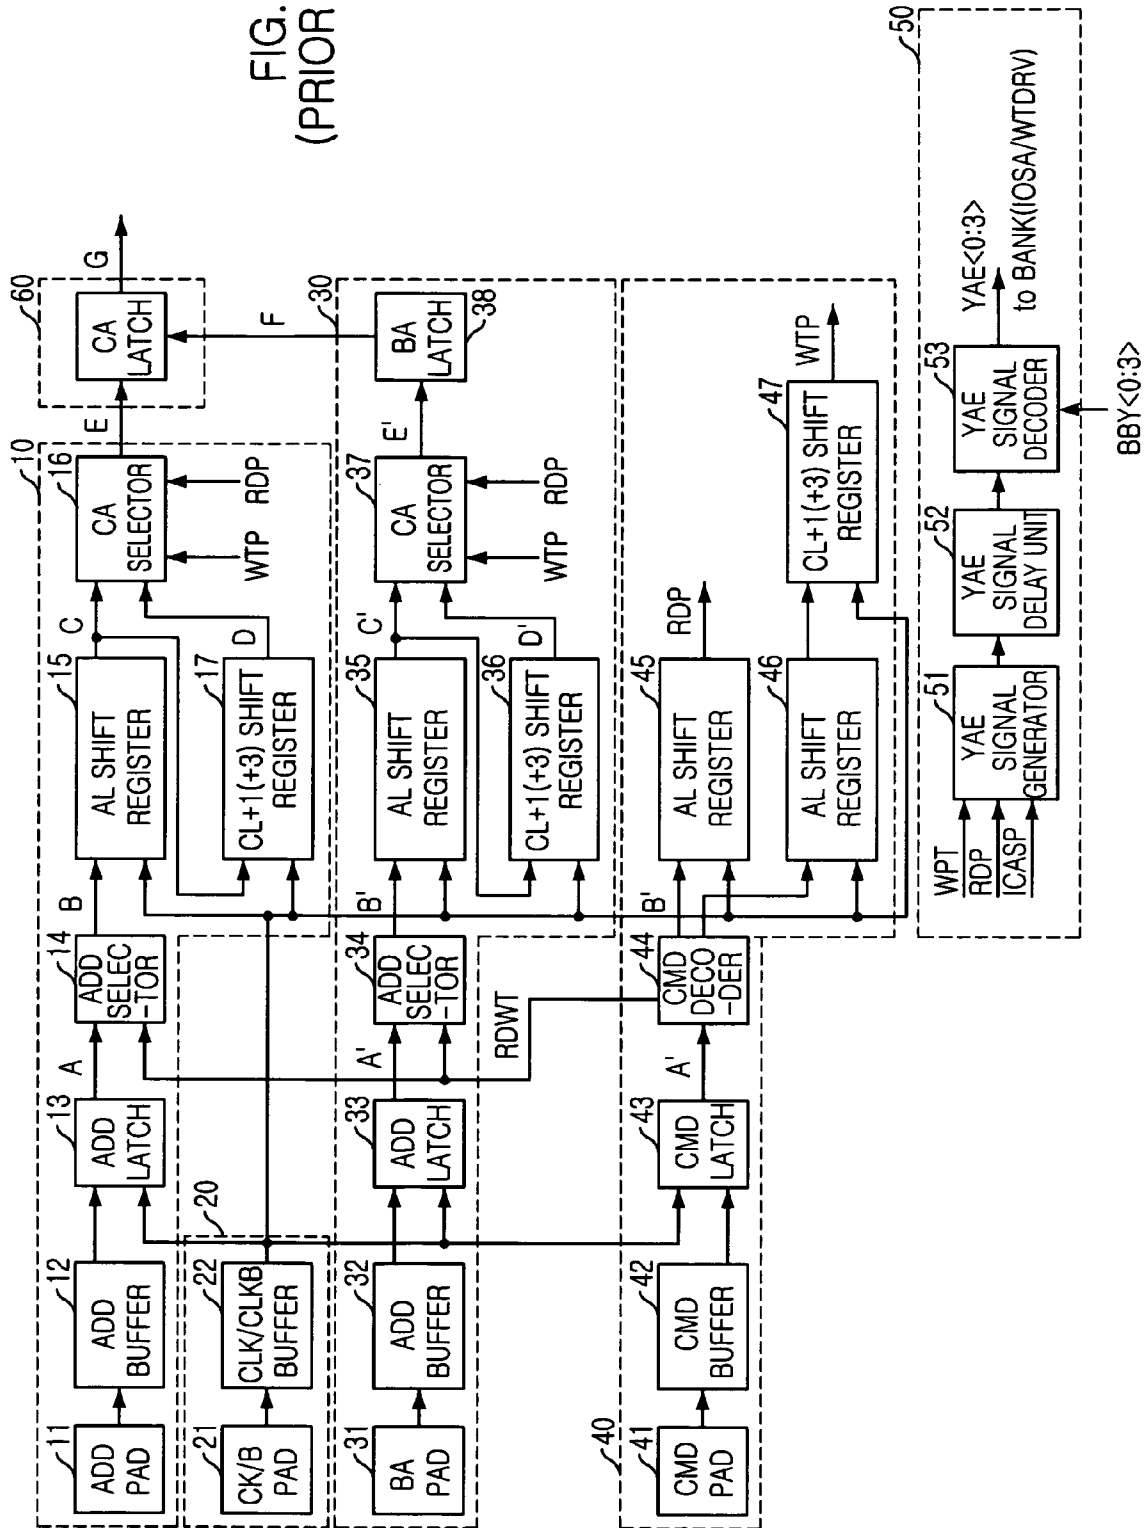 FIG.
(PRIOR
10
11
ADD
PAD
12
ADD
BUFFER
13
ADD
LATCH
A
14
ADD
SELEC
-TOR
B
15
AL SHIFT
REGISTER
C
16
CA
SELECTOR
WTP
RDP
17
CL+1(+3) SHIFT
REGISTER
D
E
60
CA
LATCH
G
F
20
21
CK/B
PAD
22
CLK/CLKB
BUFFER
30
31
BA
PAD
32
ADD
BUFFER
33
ADD
LATCH
A'
34
ADD
SELEC
-TOR
B'
35
AL SHIFT
REGISTER
C'
36
CL+1(+3) SHIFT
REGISTER
D'
37
CA
SELECTOR
WTP
RDP
E'
BA
LATCH
38
RDWT
40
41
CMD
PAD
42
CMD
BUFFER
43
CMD
LATCH
A'
44
CMD
DECO
-DER
B'
45
AL SHIFT
REGISTER
RDP
46
AL SHIFT
REGISTER
47
CL+1(+3) SHIFT
REGISTER
WTP
50
WPT
RDP
ICASP
51
YAE
SIGNAL
GENERATOR
52
YAE
SIGNAL
DELAY UNIT
53
YAE
SIGNAL
DECODER
YAE<0:3>
to BANK(IOSA/WTDRV)
BBY<0:3>